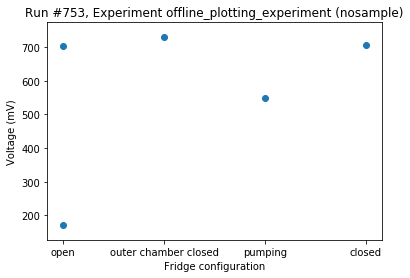 Run #753, Experiment offline_plotting_experiment (nosample)
700
600
500
400
300
200
Voltage (mV)
open
outer chamber closed
pumping
closed
Fridge configuration